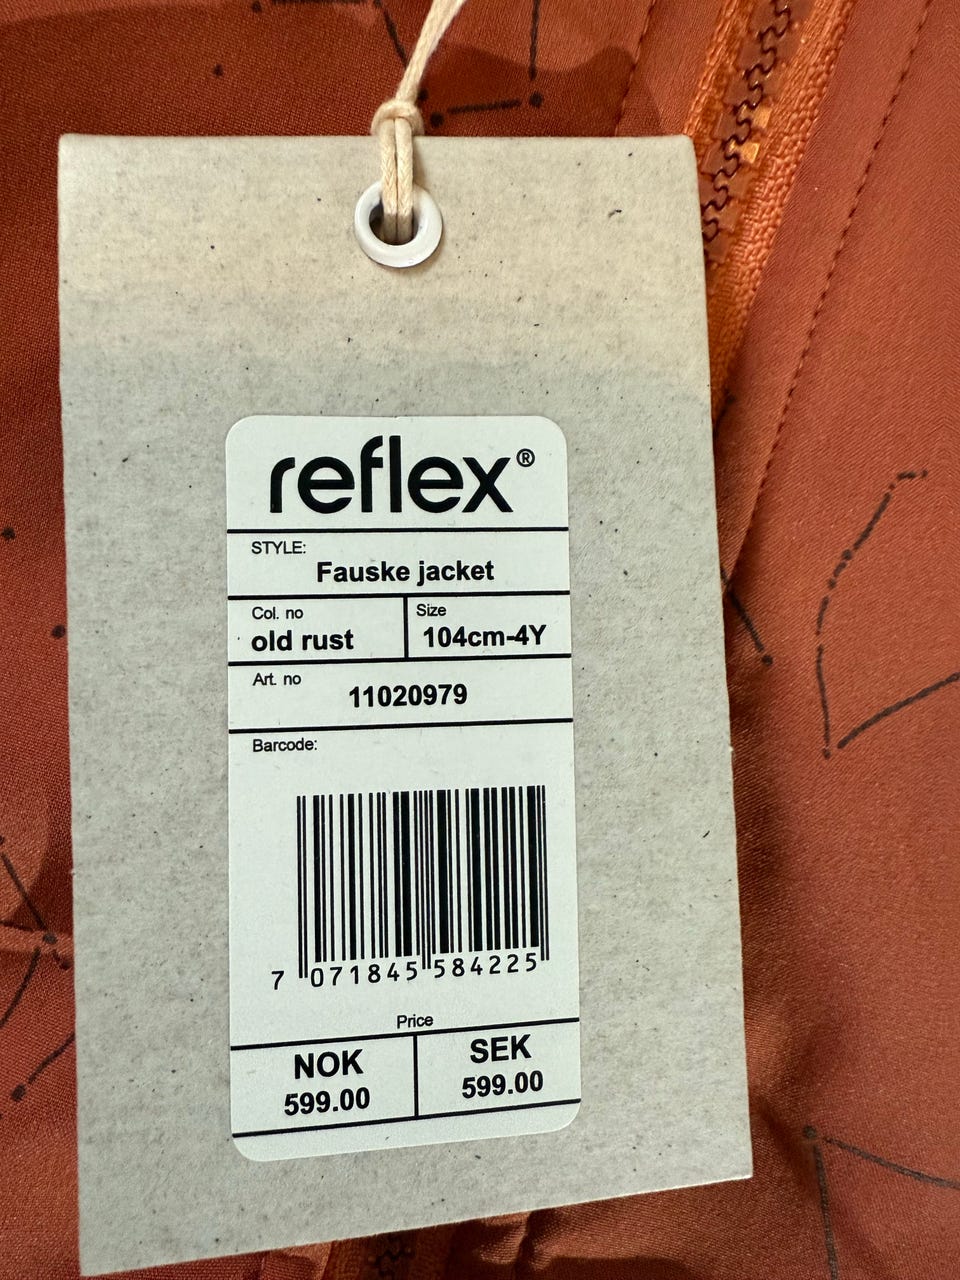 reflex®
STYLE:
Fauske jacket
Col. no
old rust
Size
104cm-4Y
Art. no
11020979
Barcode:
7 071845 584225
Price
NOK
599.00
SEK
599.00